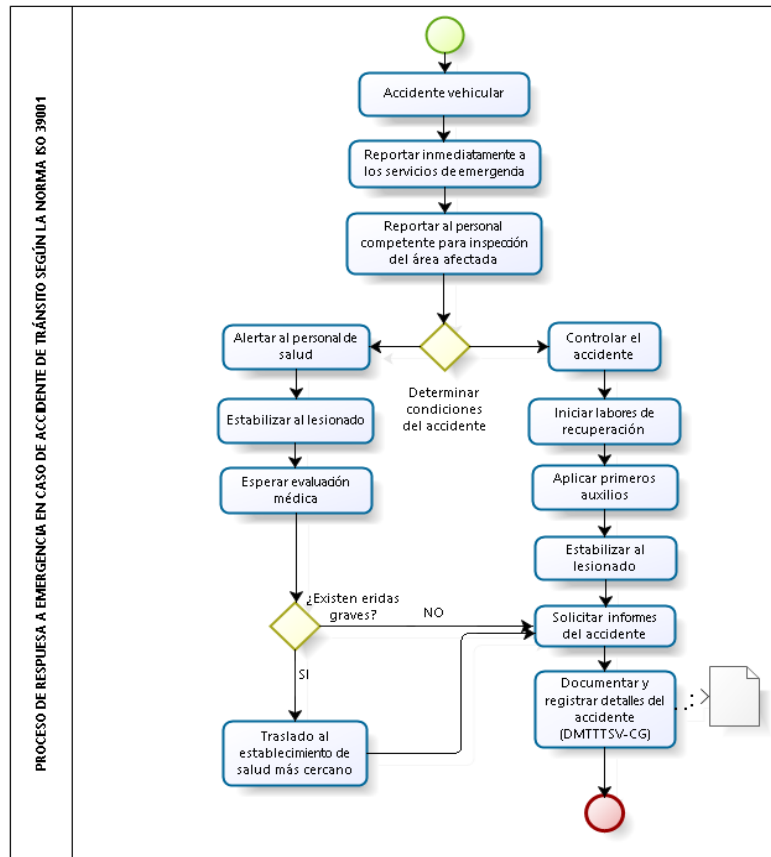 PROCESO DE RESPUESA A EMERGENCIA EN CASO DE ACCIDENTE DE TRÁNSITO SEGÚN LA NORMA ISO 39001
Accidente vehicular
Reportar inmediatamente a
los servicios de emergencia
Reportar al personal
competente para inspección
del área afectada
Alertar al personal de
salud
Determinar
condiciones
del accidente
Controlar el
accidente
Estabilizar al lesionado
Iniciar labores de
recuperación
Esperar evaluación
médica
Aplicar primeros
auxilios
Estabilizar al
lesionado
¿Existen eridas
graves?
NO
Solicitar informes
del accidente
SI
Documentar y
registrar detalles del
accidente
(DMTTTSV-CG)
Traslado al
establecimiento de
salud más cercano